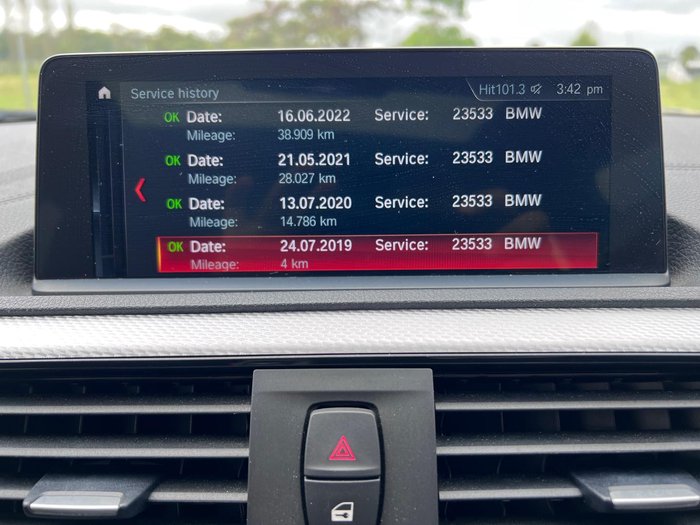 Service history Hit101.3 3:42 pm
OK Date: 16.06.2022 Service: 23533 BMW
Mileage: 38.909 km
OK Date: 21.05.2021 Service: 23533 BMW
Mileage: 28.027 km
OK Date: 13.07.2020 Service: 23533 BMW
Mileage: 14.786 km
OK Date: 24.07.2019 Service: 23533 BMW
Mileage: 4 km